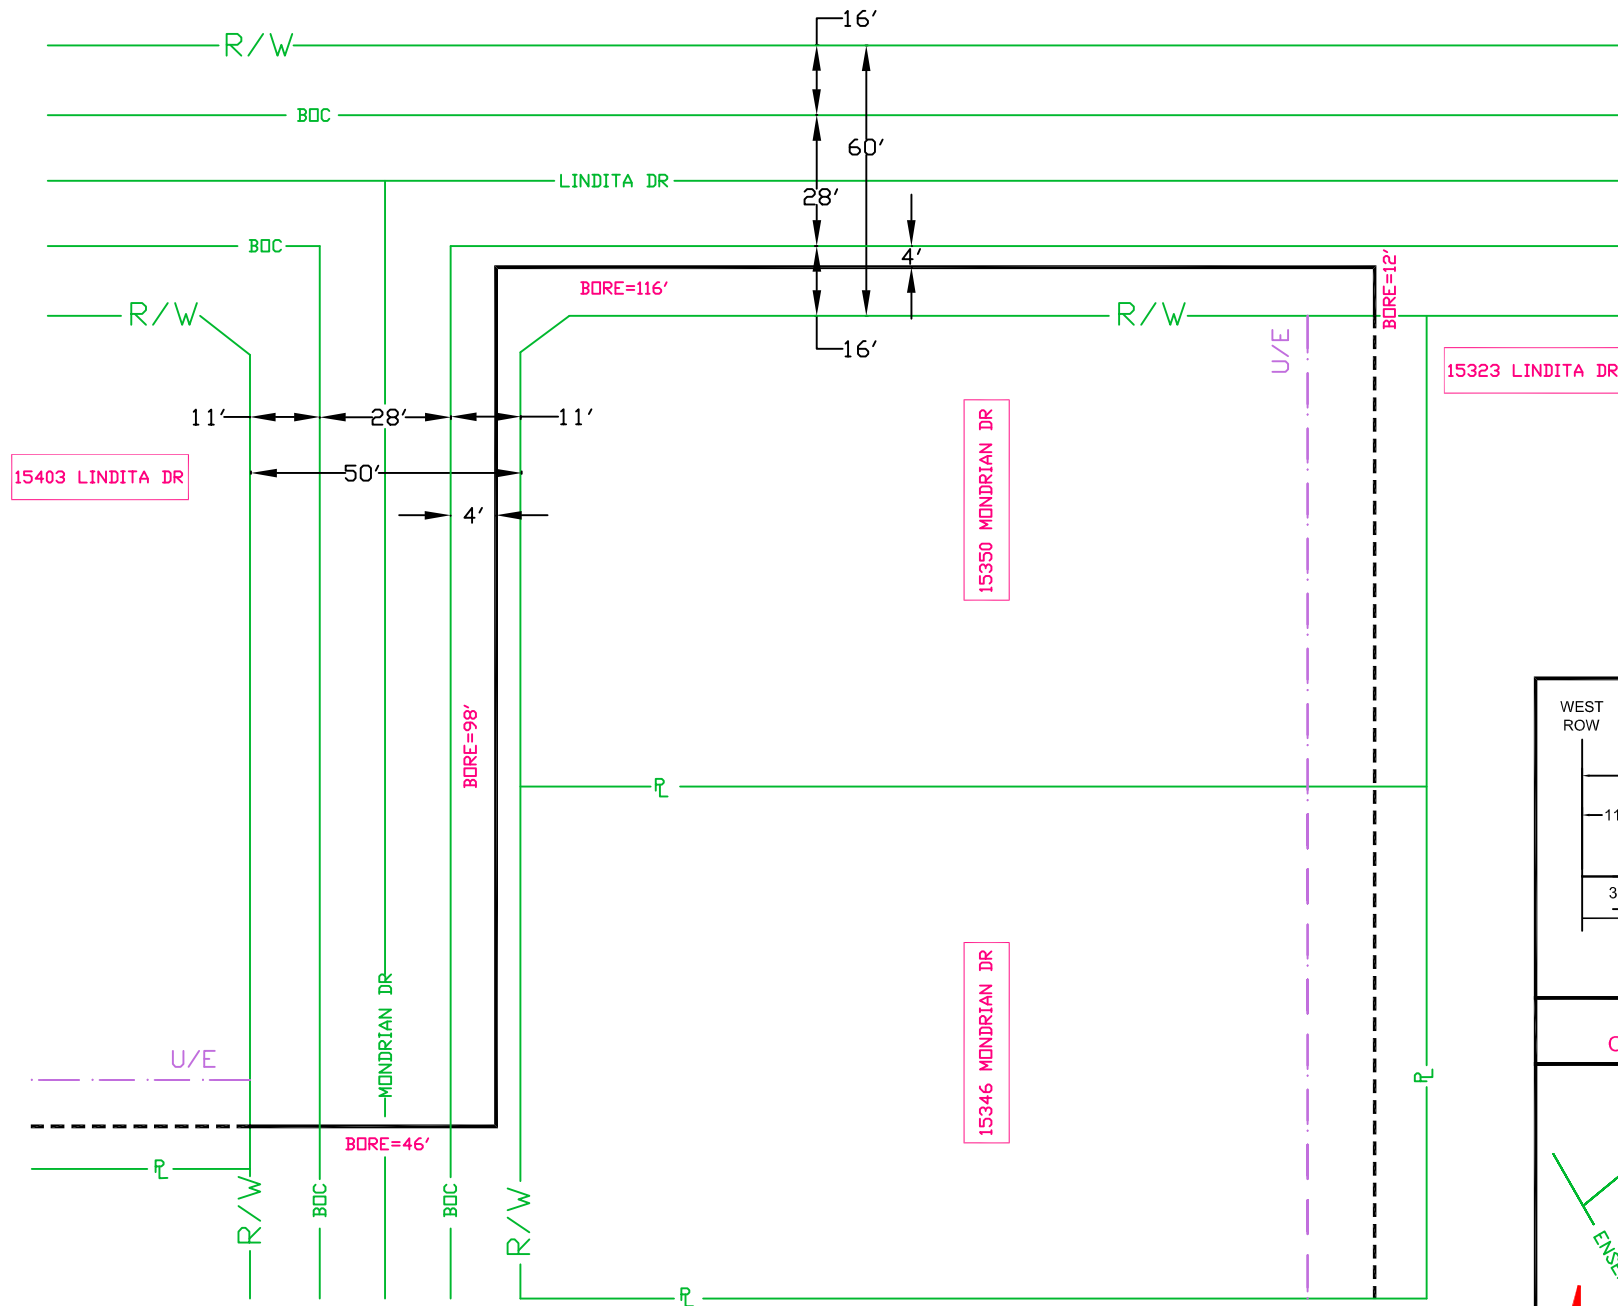 16'
R/W
BOC
60'
LINDITA DR
28'
BOC
4'
BORE=12'
BORE=116'
R/W
R/W
U/E
16'
15323 LINDITA DR
11'
28'
11'
15403 LINDITA DR
50'
15350 MONDRIAN DR
4'
WEST
ROW
BORE=98'
PL
11
3
15346 MONDRIAN DR
MONDRIAN DR
U/E
PL
BORE=46'
PL
R/W
BOC
BOC
R/W
PL